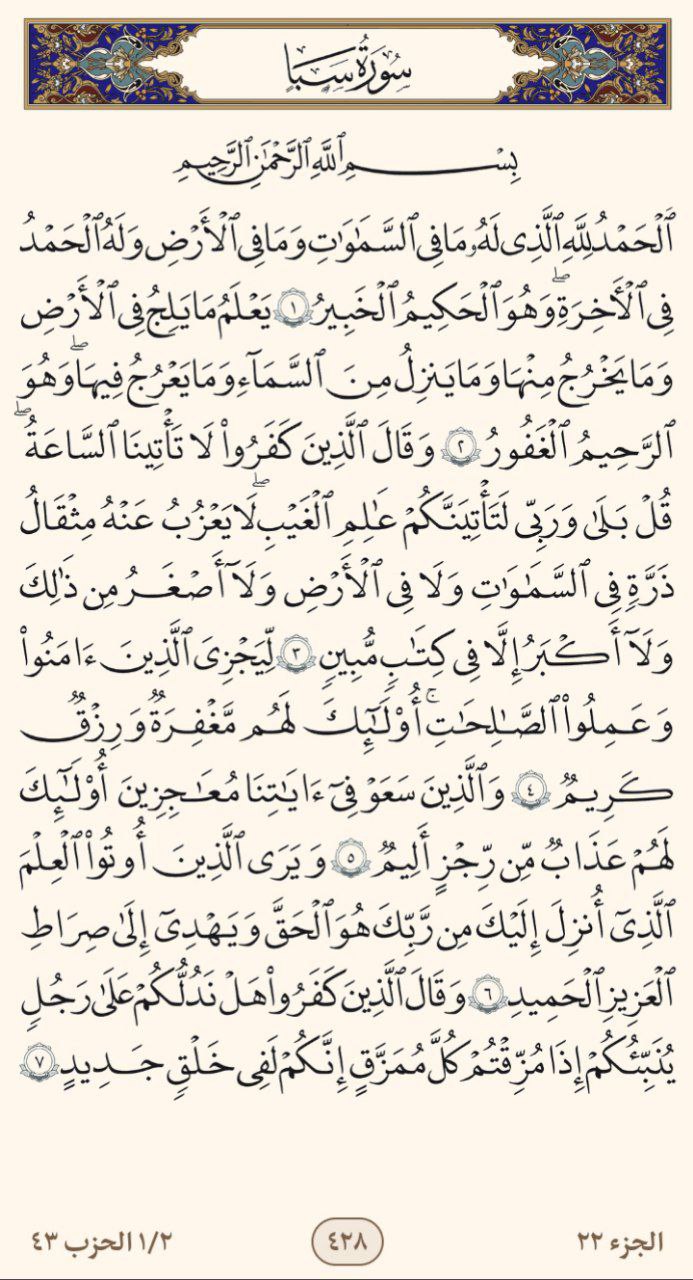 سُورَةُ سَبَإٍ
بِسْمِ ٱللَّهِ ٱلرَّحْمَٰنِ ٱلرَّحِيمِ
ٱلْحَمْدُ لِلَّهِ ٱلَّذِى لَهُۥ مَا فِى ٱلسَّمَٰوَٰتِ وَمَا فِى ٱلْأَرْضِ وَلَهُ ٱلْحَمْدُ
فِى ٱلْـَٔاخِرَةِ ۖ وَهُوَ ٱلْحَكِيمُ ٱلْخَبِيرُ ١ يَعْلَمُ مَا يَلِجُ فِى ٱلْأَرْضِ
وَمَا يَخْرُجُ مِنْهَا وَمَا يَنزِلُ مِنَ ٱلسَّمَآءِ وَمَا يَعْرُجُ فِيهَا ۖ وَهُوَ
ٱلرَّحِيمُ ٱلْغَفُورُ ٢ وَقَالَ ٱلَّذِينَ كَفَرُوا۟ لَا تَأْتِينَا ٱلسَّاعَةُ ۖ
قُلْ بَلَىٰ وَرَبِّى لَتَأْتِيَنَّكُمْ عَٰلِمِ ٱلْغَيْبِ ۖ لَا يَعْزُبُ عَنْهُ مِثْقَالُ
ذَرَّةٍ فِى ٱلسَّمَٰوَٰتِ وَلَا فِى ٱلْأَرْضِ وَلَآ أَصْغَرُ مِن ذَٰلِكَ
وَلَآ أَكْبَرُ إِلَّا فِى كِتَٰبٍ مُّبِينٍ ٣ لِّيَجْزِىَ ٱلَّذِينَ ءَامَنُوا۟
وَعَمِلُوا۟ ٱلصَّٰلِحَٰتِ ۚ أُو۟لَٰٓئِكَ لَهُم مَّغْفِرَةٌ وَرِزْقٌ
كَرِيمٌ ٤ وَٱلَّذِينَ سَعَوْ فِىٓ ءَايَٰتِنَا مُعَٰجِزِينَ أُو۟لَٰٓئِكَ
لَهُمْ عَذَابٌ مِّن رِّجْزٍ أَلِيمٌ ٥ وَيَرَى ٱلَّذِينَ أُوتُوا۟ ٱلْعِلْمَ
ٱلَّذِىٓ أُنزِلَ إِلَيْكَ مِن رَّبِّكَ هُوَ ٱلْحَقَّ وَيَهْدِىٓ إِلَىٰ صِرَٰطِ
ٱلْعَزِيزِ ٱلْحَمِيدِ ٦ وَقَالَ ٱلَّذِينَ كَفَرُوا۟ هَلْ نَدُلُّكُمْ عَلَىٰ رَجُلٍ
يُنَبِّئُكُمْ إِذَا مُزِّقْتُمْ كُلَّ مُمَزَّقٍ إِنَّكُمْ لَفِى خَلْقٍ جَدِيدٍ ٧
الجزء ٢٢ ٤٢٨ ١/٢ الحزب ٤٣